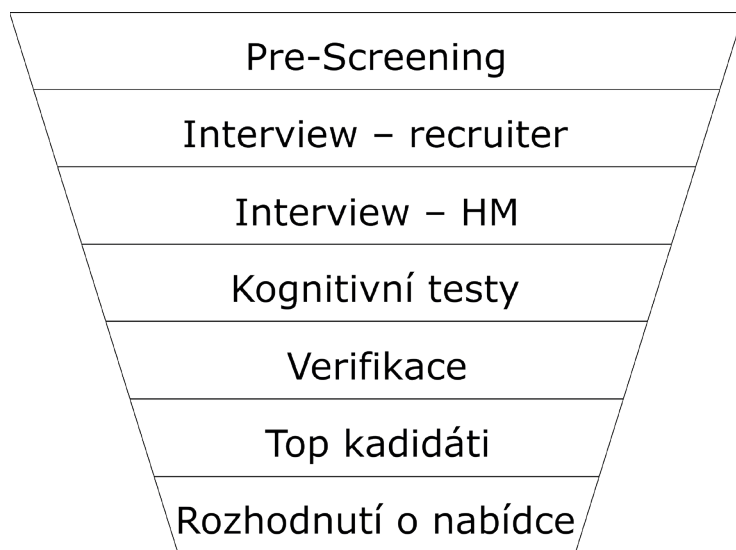 Pre-Screening
Interview – recruiter
Interview – HM
Kognitivní testy
Verifikace
Top kadidáti
Rozhodnutí o nabídce